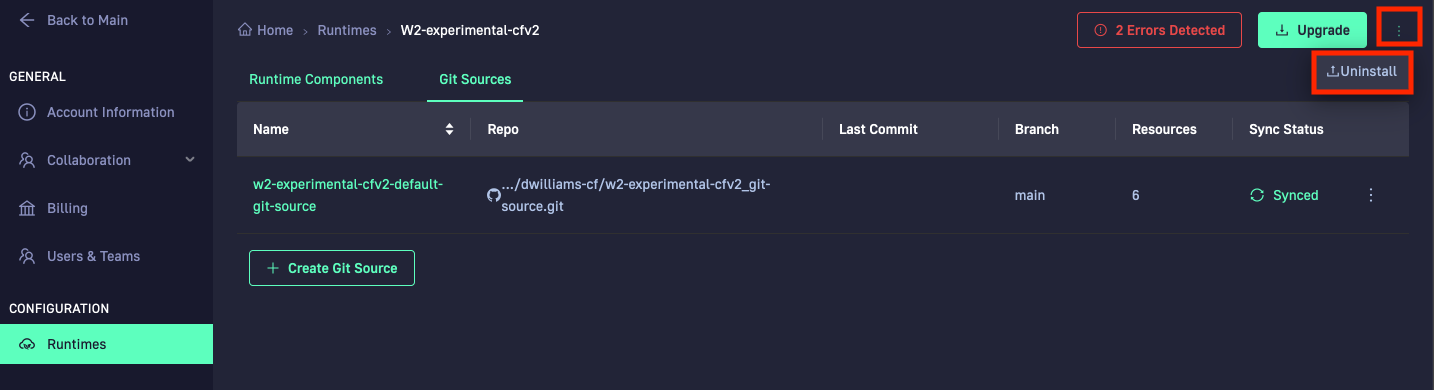 Back to Main
Home › Runtimes › W2-experimental-cfv2
2 Errors Detected
Upgrade
Uninstall
GENERAL
Account Information
Collaboration
Billing
Users & Teams
CONFIGURATION
Runtimes
Runtime Components Git Sources
Name Repo Last Commit Branch Resources Sync Status
w2-experimental-cfv2-default-
git-source
.../dwilliams-cf/w2-experimental-cfv2_git-
source.git
main 6 Synced
+ Create Git Source